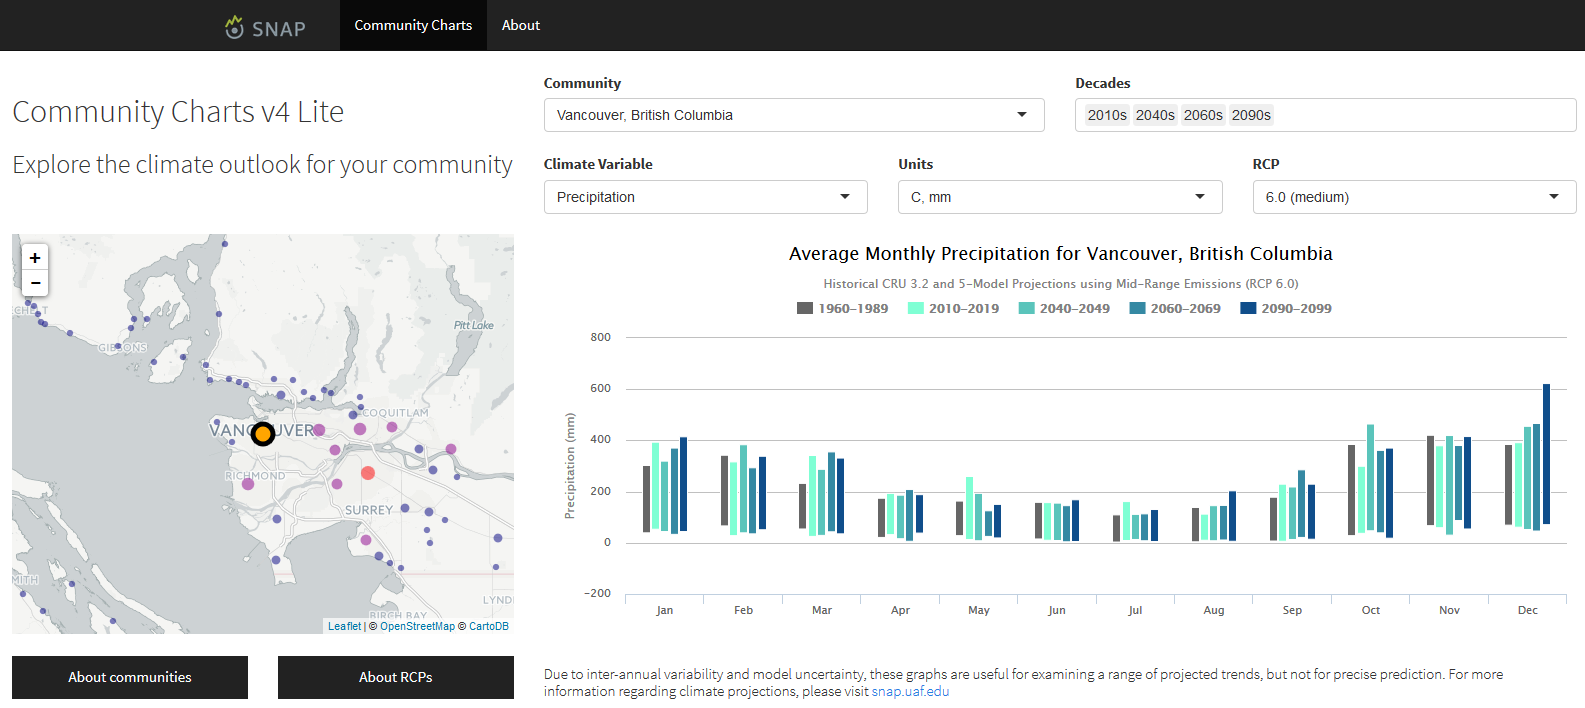 SNAP
Community Charts
About
Community Charts v4 Lite
Explore the climate outlook for your community
Community
Vancouver, British Columbia
Decades
2010s 2040s 2060s 2090s
Climate Variable
Precipitation
Units
C, mm
RCP
6.0 (medium)
+
−
CHELT
GIBSONS
Pitt Lake
COQUITLAM
VANCOUVER
RICHMOND
SURREY
MITH
LYND
BIRCH BAY
Leaflet | © OpenStreetMap © CartoDB
About communities
About RCPs
Average Monthly Precipitation for Vancouver, British Columbia
Historical CRU 3.2 and 5-Model Projections using Mid-Range Emissions (RCP 6.0)
1960–1989 2010–2019 2040–2049 2060–2069 2090–2099
Precipitation (mm)
800
600
400
200
0
−200
Jan Feb Mar Apr May Jun Jul Aug Sep Oct Nov Dec
Due to inter-annual variability and model uncertainty, these graphs are useful for examining a range of projected trends, but not for precise prediction. For more
information regarding climate projections, please visit snap.uaf.edu